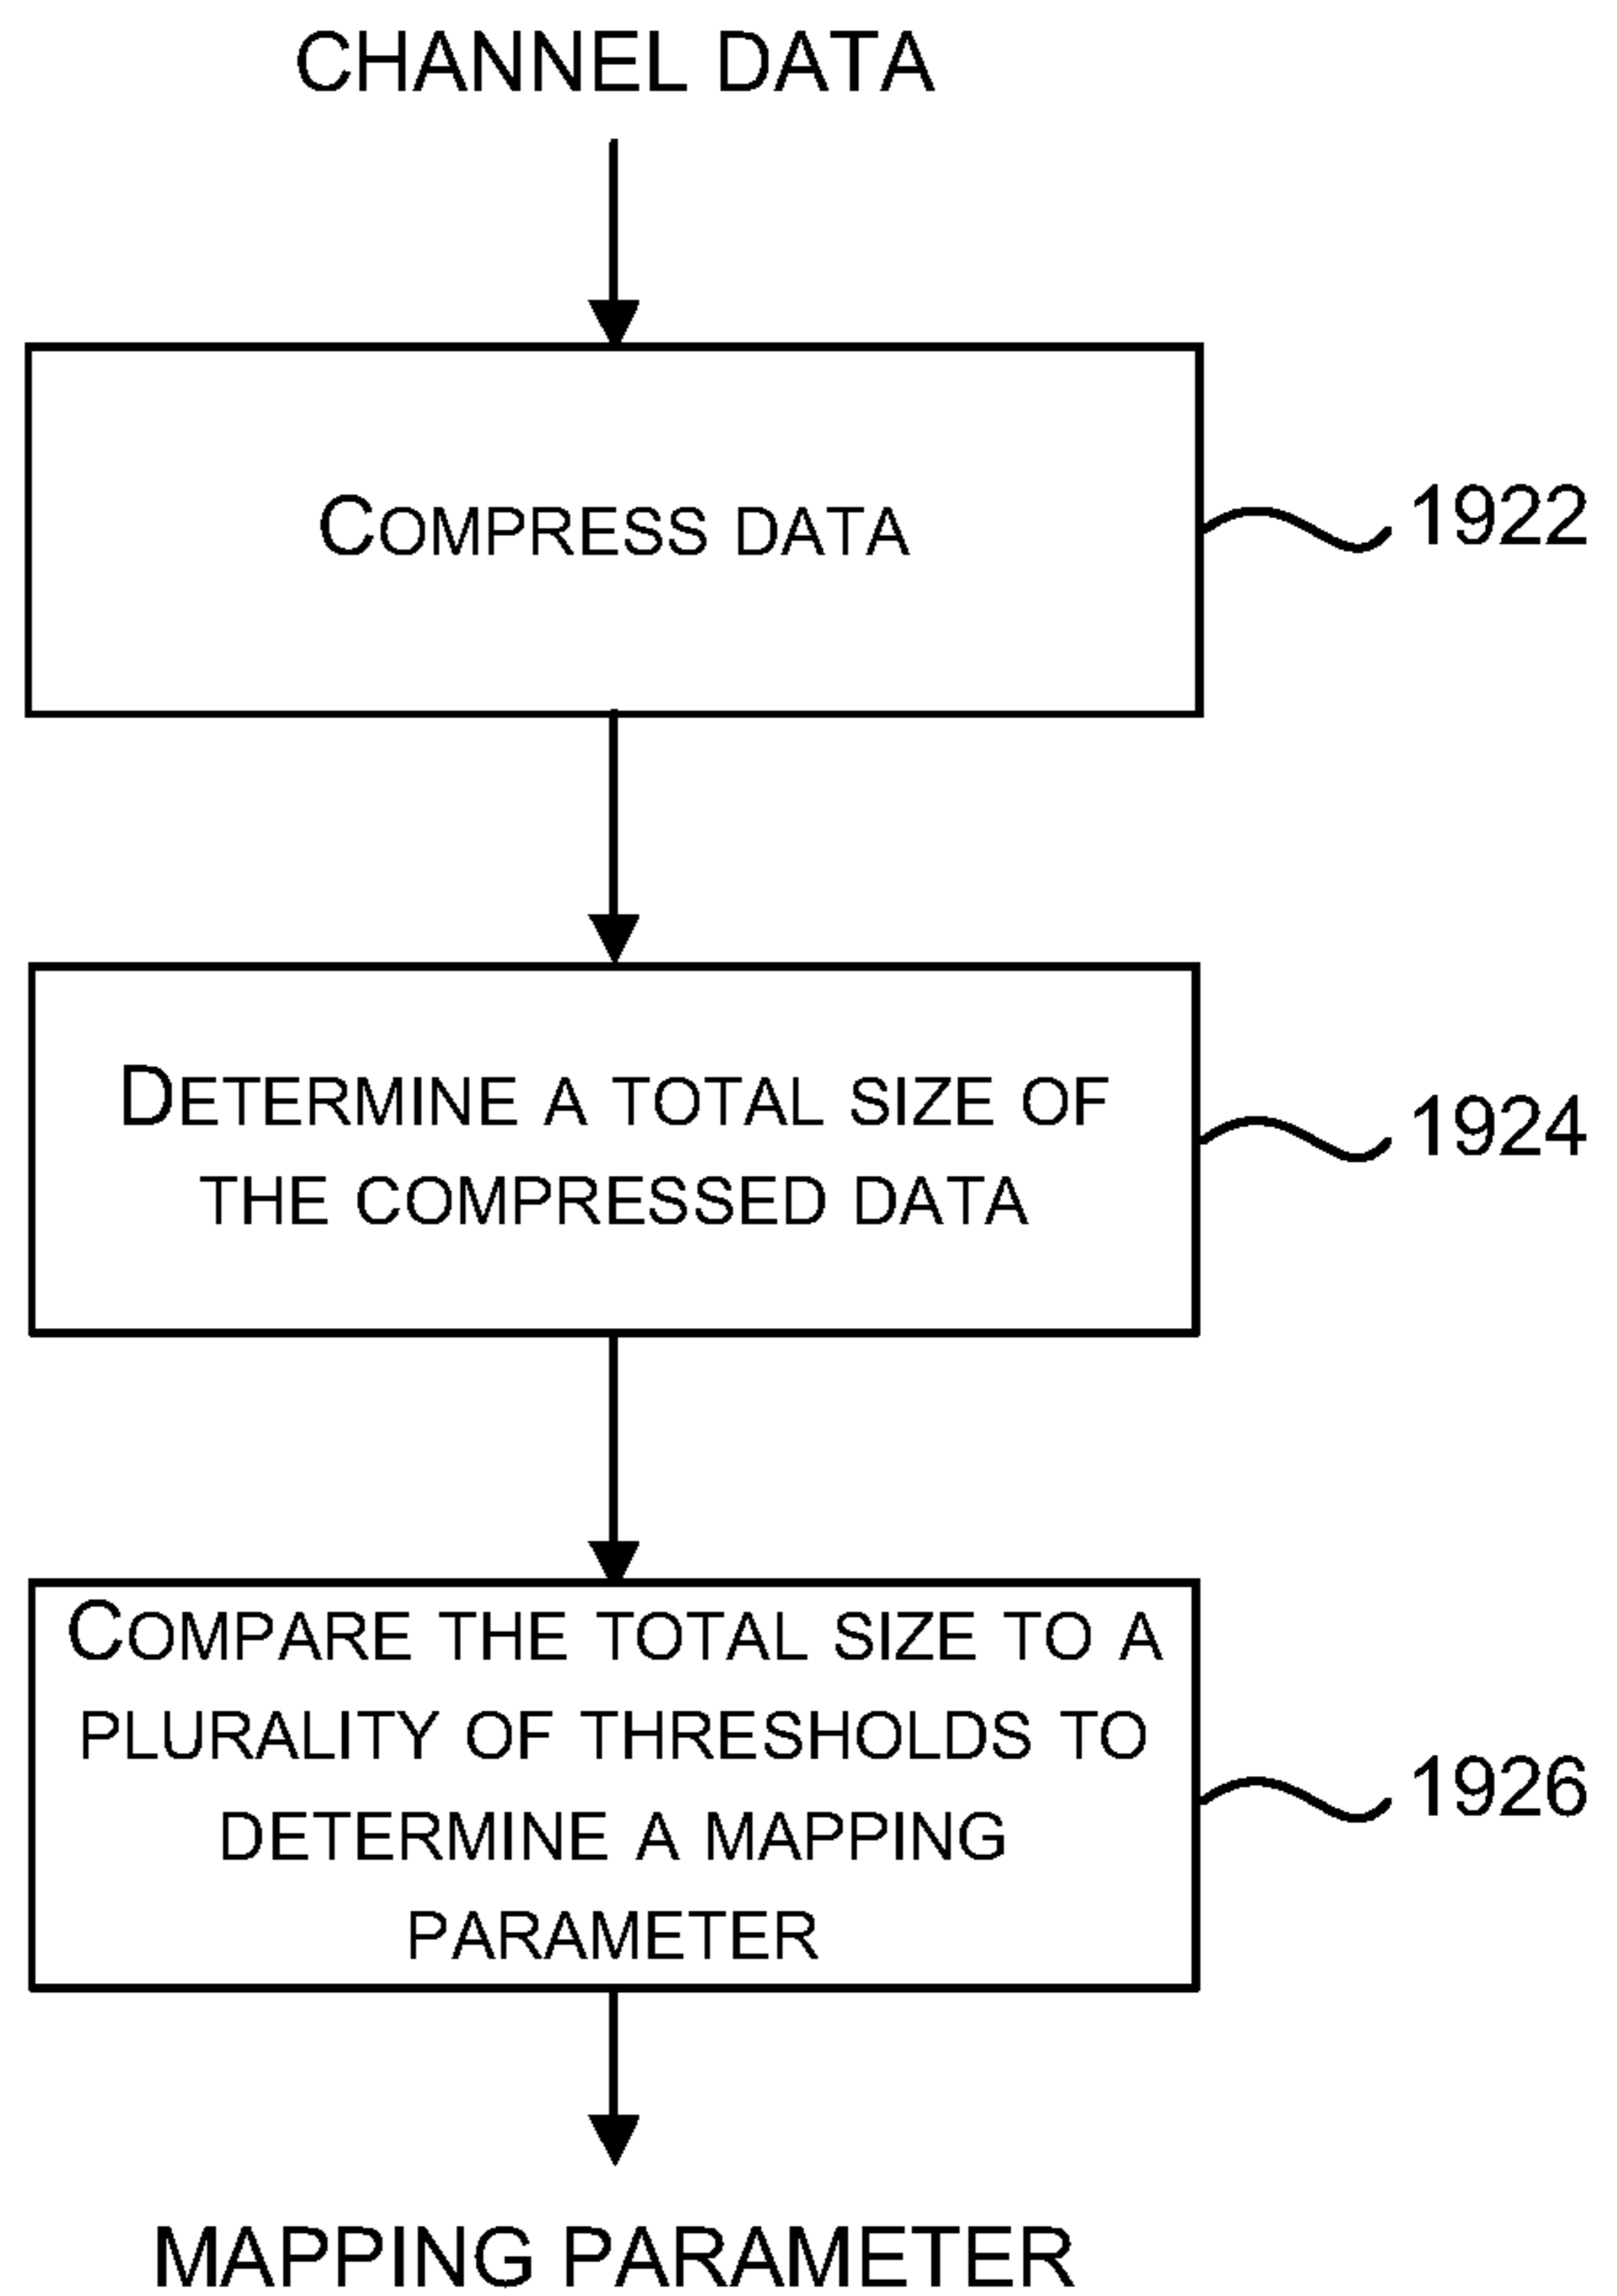 CHANNEL DATA
COMPRESS DATA
1922
DETERMINE A TOTAL SIZE OF
THE COMPRESSED DATA
1924
COMPARE THE TOTAL SIZE TO A
PLURALITY OF THRESHOLDS TO
DETERMINE A MAPPING
PARAMETER
1926
MAPPING PARAMETER